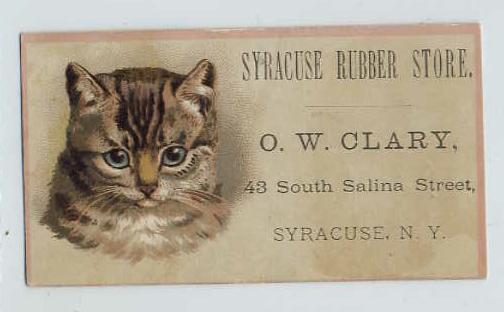 SYRACUSE RUBBER STORE.
O. W. CLARY,
43 South Salina Street,
SYRACUSE, N. Y.